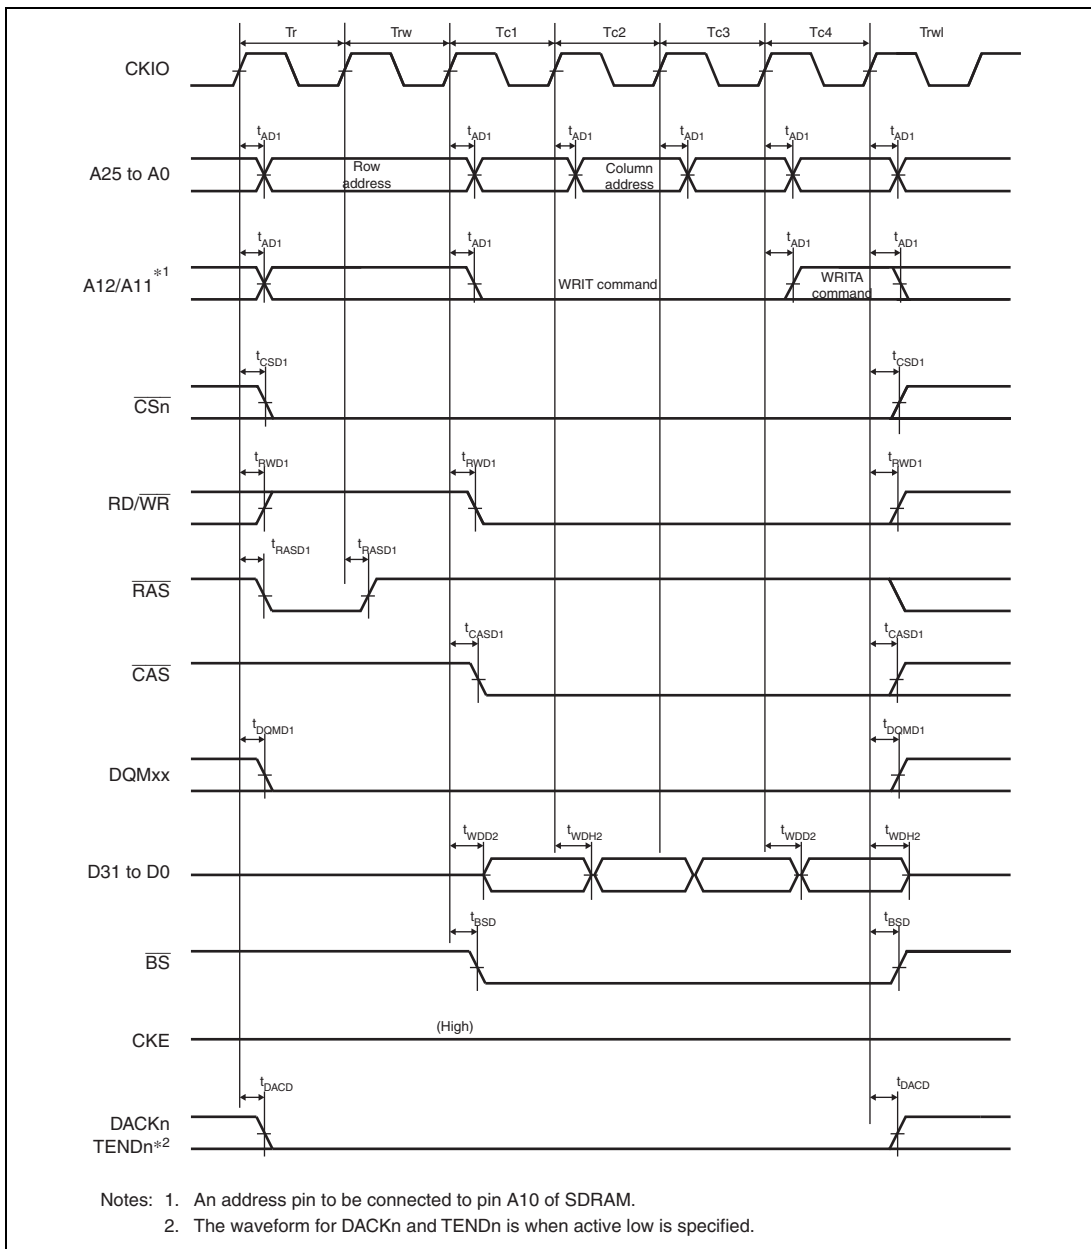 Tr Trw Tc1 Tc2 Tc3 Tc4 Trwl
CKIO
tAD1 tAD1 tAD1 tAD1 tAD1 tAD1
A25 to A0
Row
address
Column
address
tAD1 tAD1 tAD1 tAD1
A12/A11*1
WRIT command
WRITA
command
tCSD1 tCSD1
CSn
tRWD1 tRWD1 tRWD1
RD/WR
tRASD1 tRASD1
RAS
tCASD1 tCASD1
CAS
tDQMD1 tDQMD1
DQMxx
tWDD2 tWDH2 tWDD2 tWDH2
D31 to D0
tBSD tBSD
BS
(High)
CKE
tDACD tDACD
DACKn
TENDn*2
Notes: 1. An address pin to be connected to pin A10 of SDRAM.
2. The waveform for DACKn and TENDn is when active low is specified.